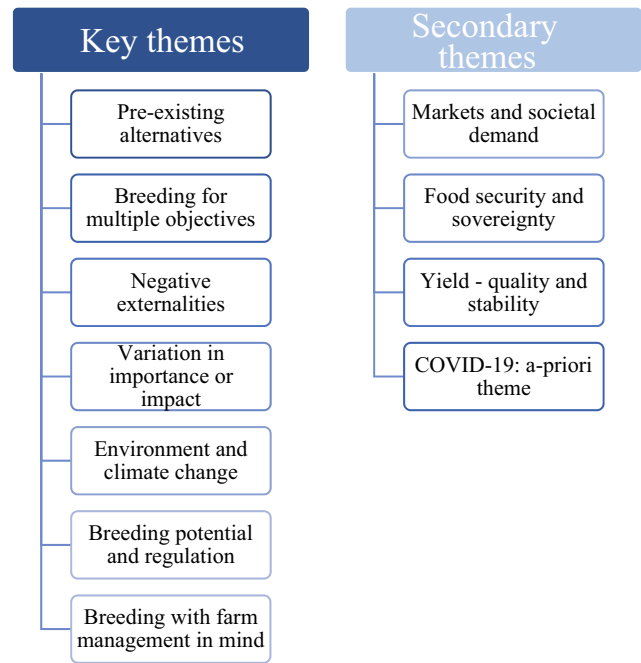 Key themes
Pre-existing
alternatives
Breeding for
multiple objectives
Negative
externalities
Variation in
importance or
impact
Environment and
climate change
Breeding potential
and regulation
Breeding with farm
management in mind
Secondary
themes
Markets and societal
demand
Food security and
sovereignty
Yield - quality and
stability
COVID-19: a-priori
theme